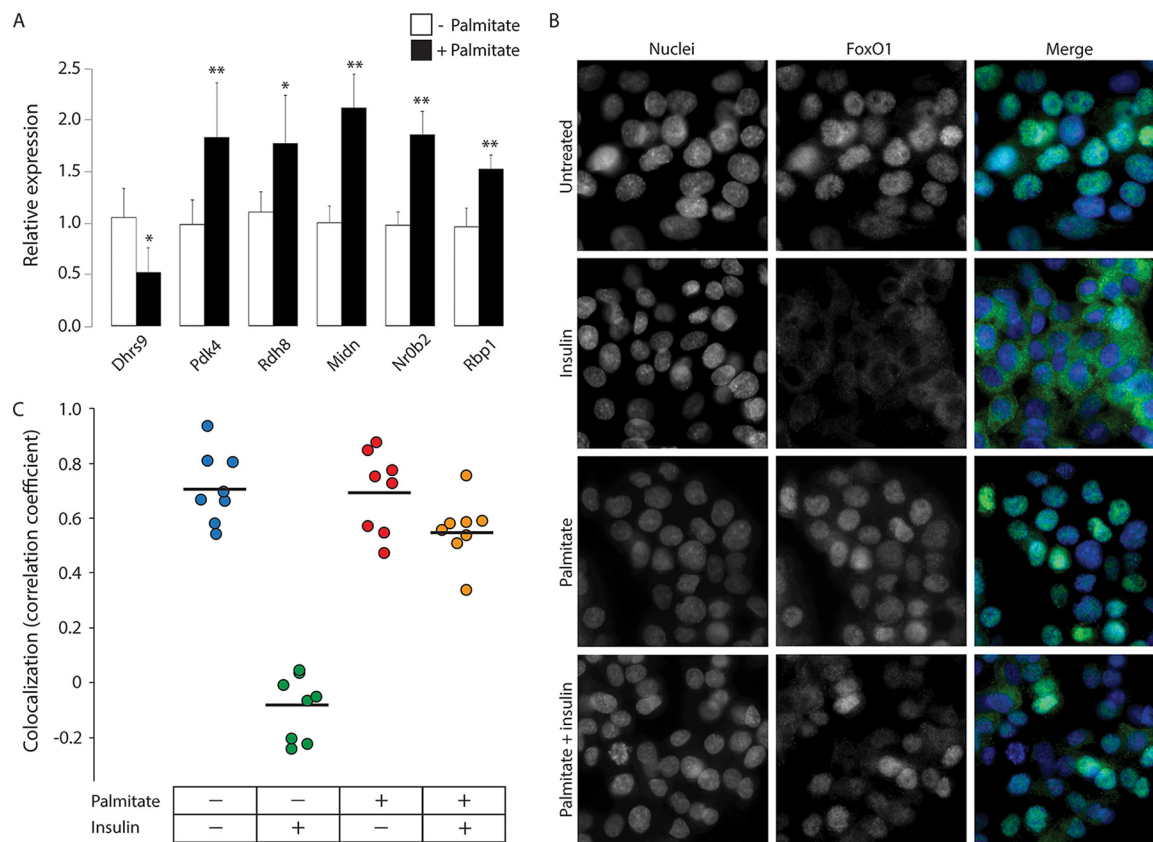 A
- Palmitate
+ Palmitate
Relative expression
2.5
2.0
1.5
1.0
0.5
0.0
** * ** ** **
*
Dhrs9 Pdk4 Rdh8 Midn Nr0b2 Rbp1
B
Nuclei FoxO1 Merge
Untreated
Insulin
Palmitate
Palmitate + insulin
C
Colocalization (correlation coefficient)
1.0
0.8
0.6
0.4
0.2
0
-0.2
Palmitate − − + +
Insulin − + − +